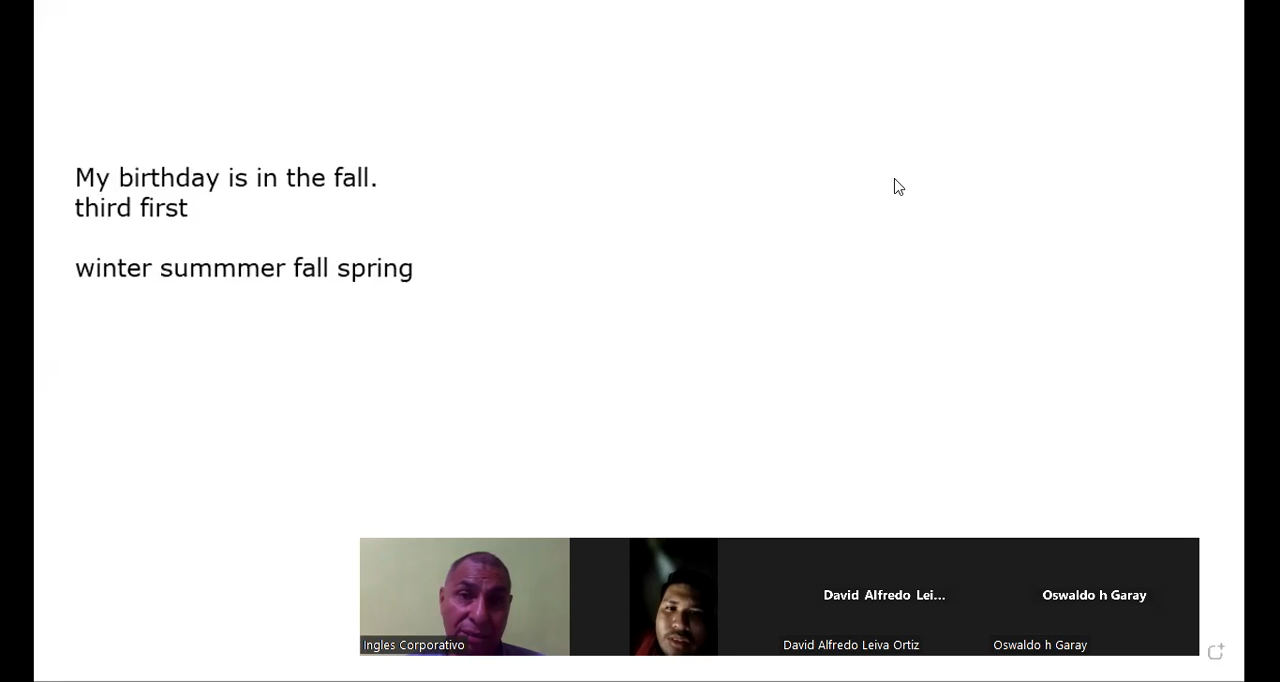 My birthday is in the fall.
third first
winter summmer fall spring
David Alfredo Lei...
Oswaldo h Garay
Ingles Corporativo
David Alfredo Leiva Ortiz
Oswaldo h Garay